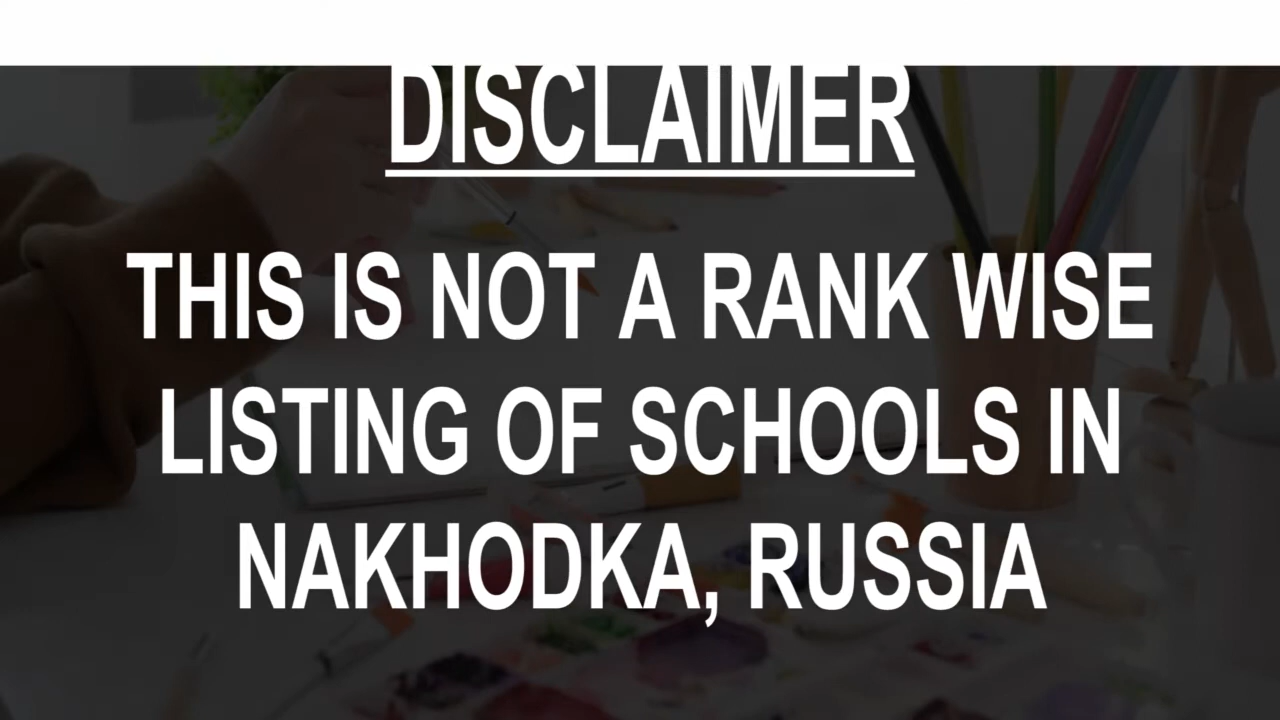 DISCLAIMER
THIS IS NOT A RANK WISE
LISTING OF SCHOOLS IN
NAKHODKA, RUSSIA